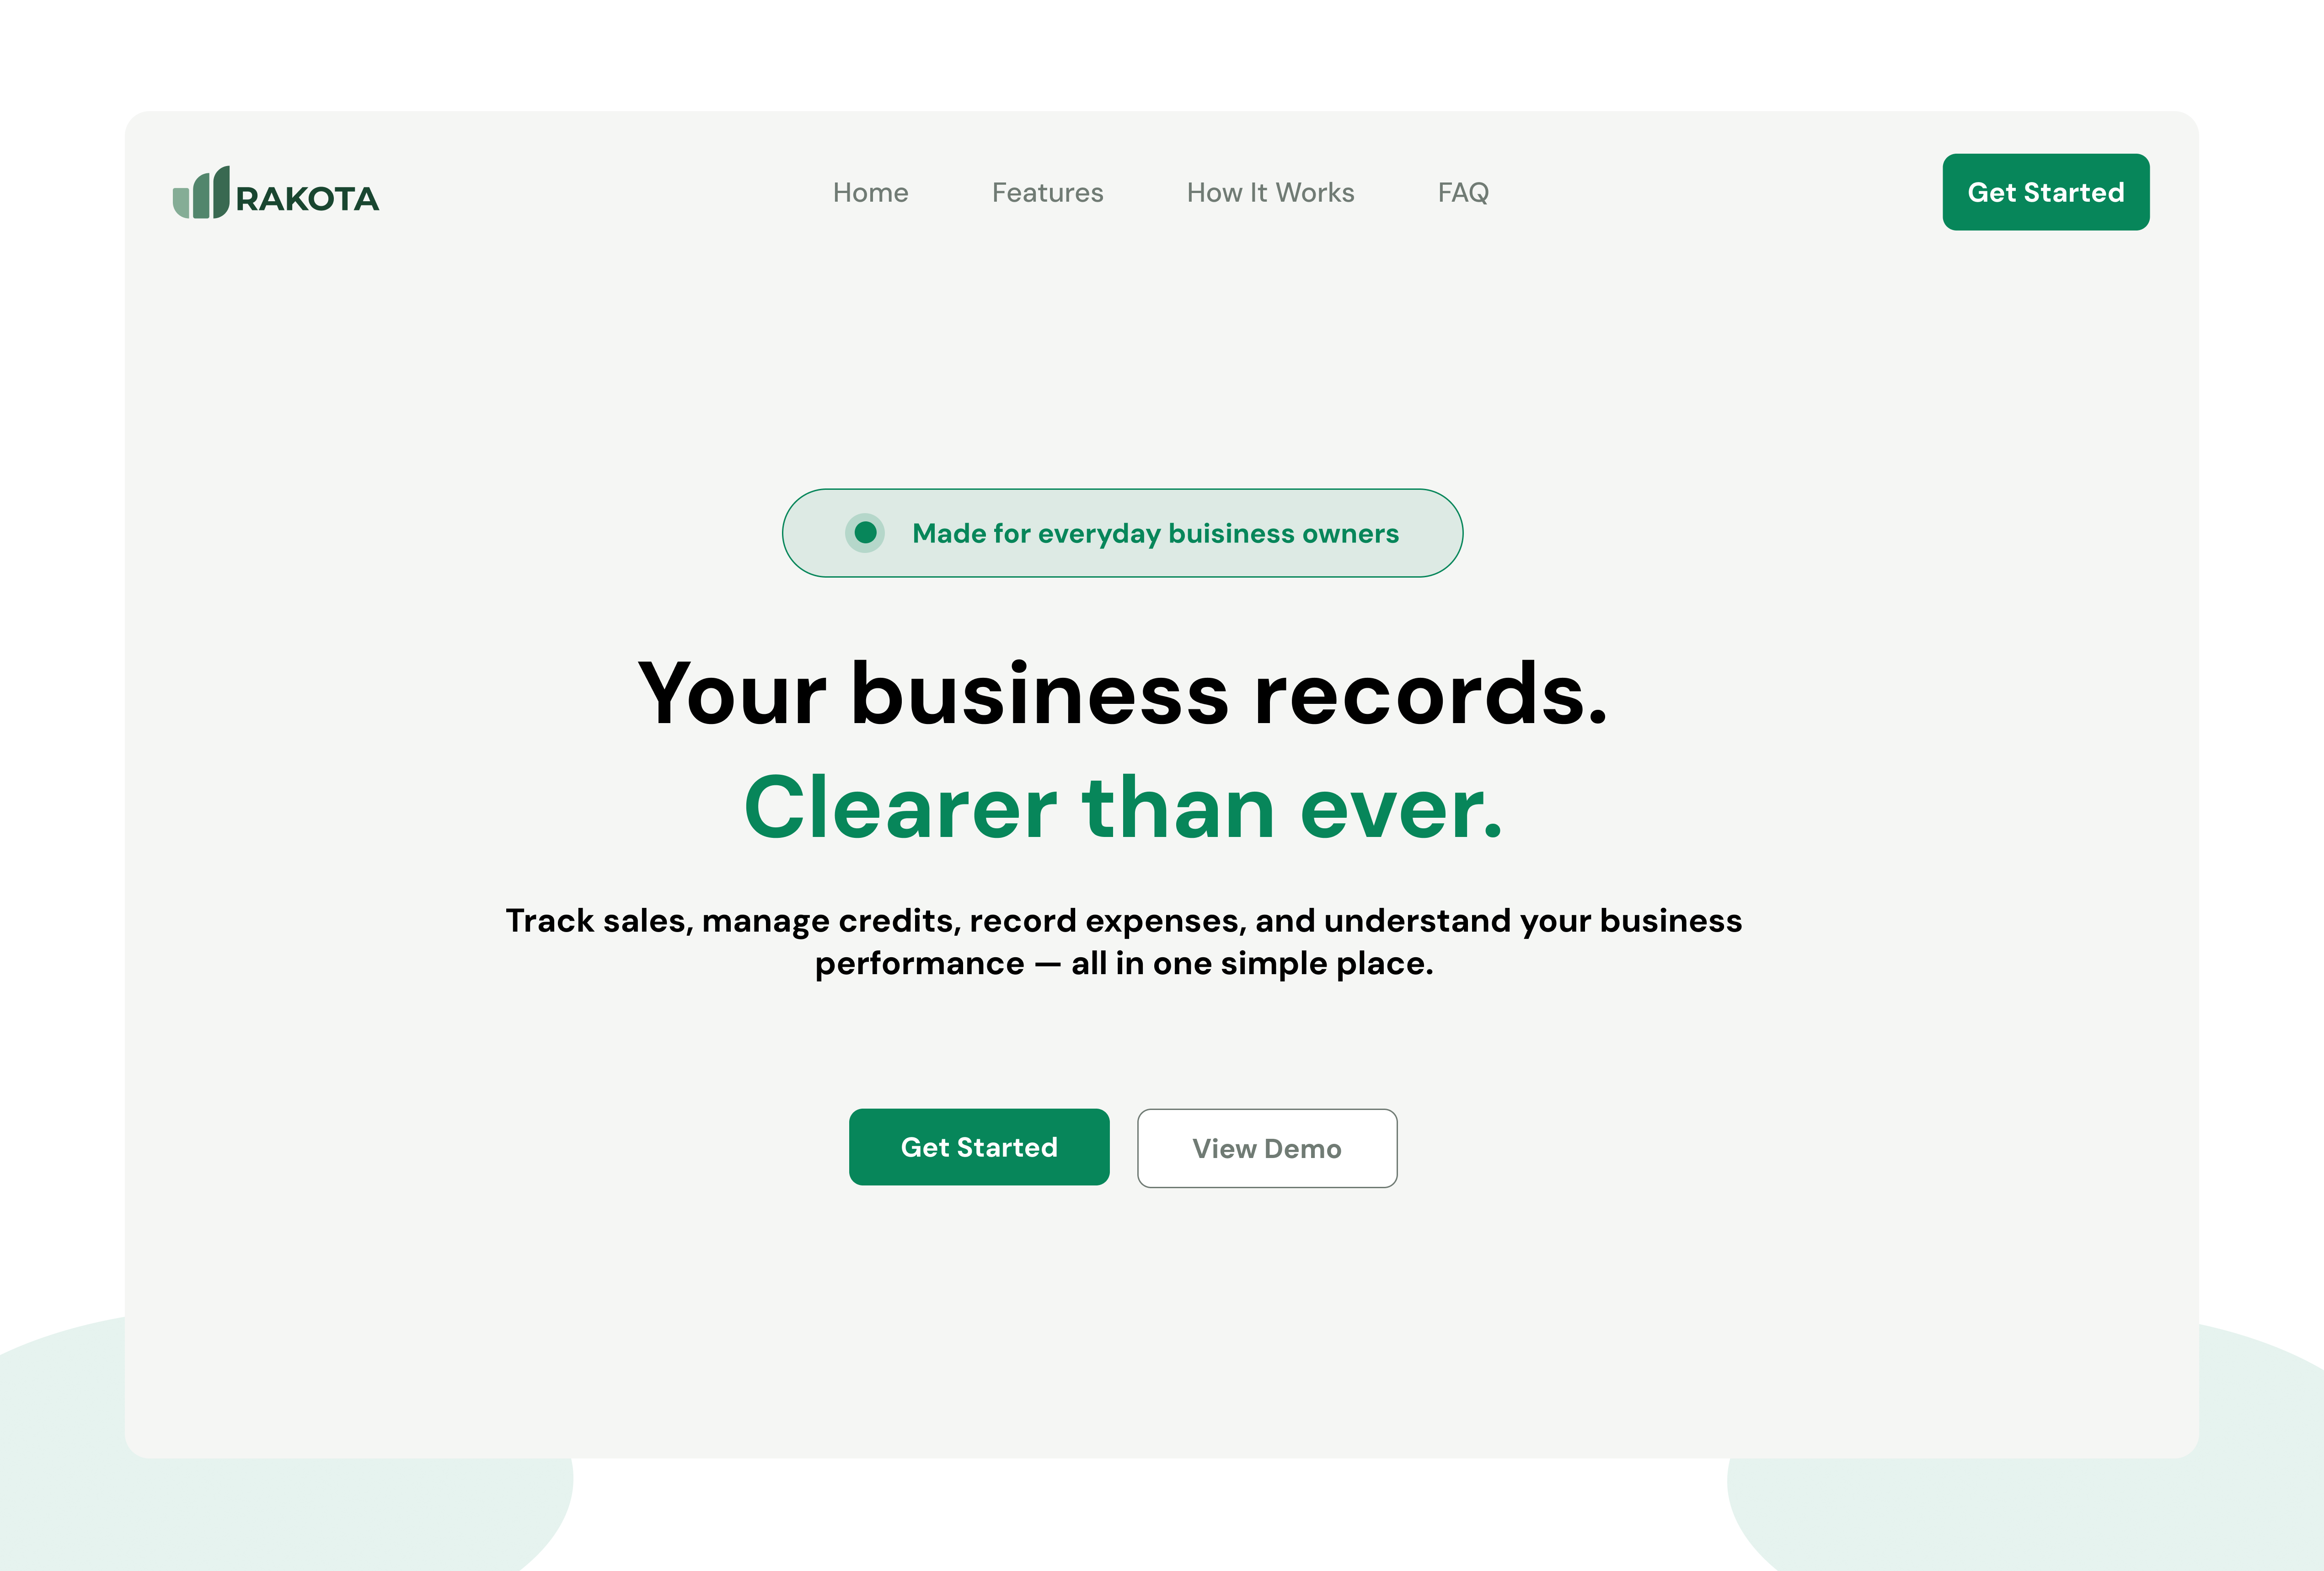 RAKOTA
Home Features How It Works FAQ
Get Started
Made for everyday buisiness owners
Your business records.
Clearer than ever.
Track sales, manage credits, record expenses, and understand your business
performance — all in one simple place.
Get Started View Demo